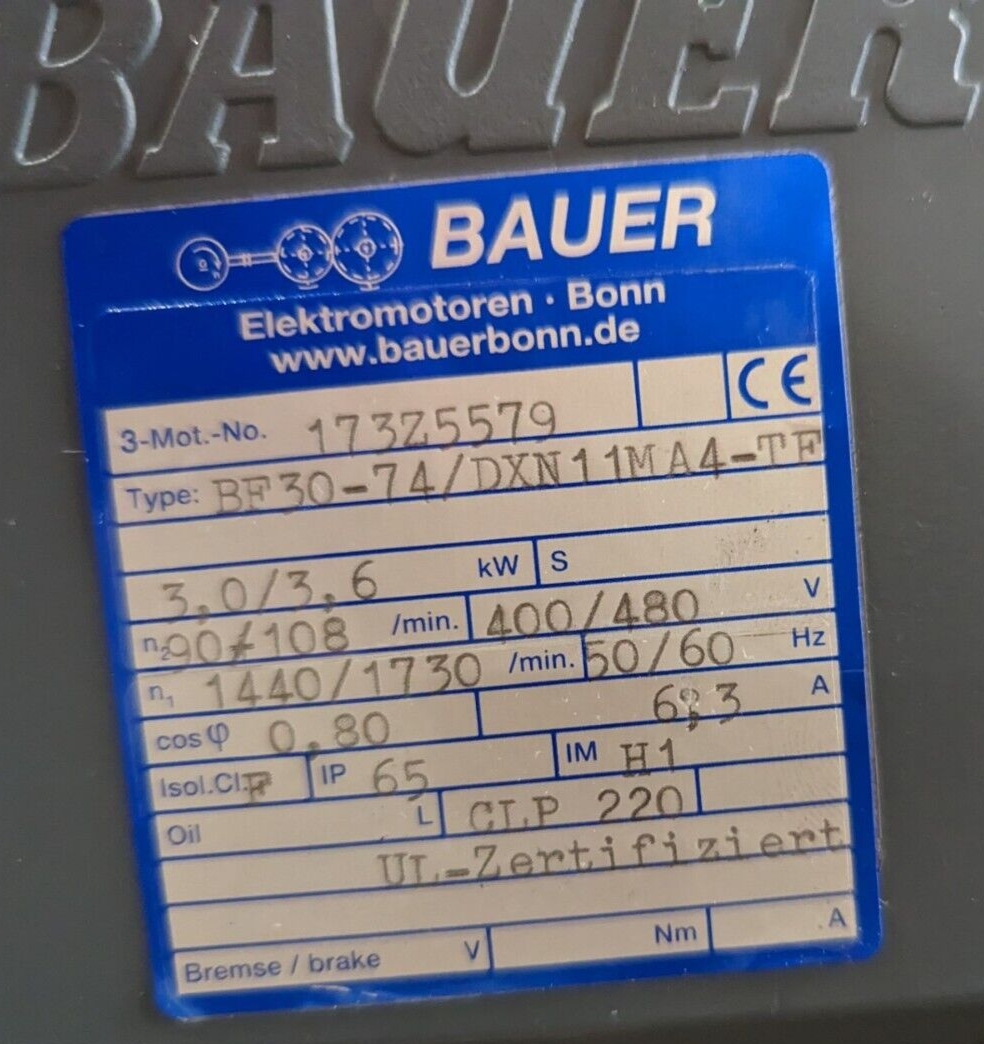 BAUER
BAUER
Elektromotoren · Bonn
www.bauerbonn.de
3-Mot.-No. 173Z5579 CE
Type: BF30-74/DXN11MA4-TF
3,0/3,6 kW S
n₂ 90/108 /min. 400/480 V
n₁ 1440/1730 /min. 50/60 Hz
cos φ 0,80 6,3 A
Isol.Cl. F IP 65 IM H1
Oil L CLP 220
UL-Zertifiziert
Bremse / brake V Nm A